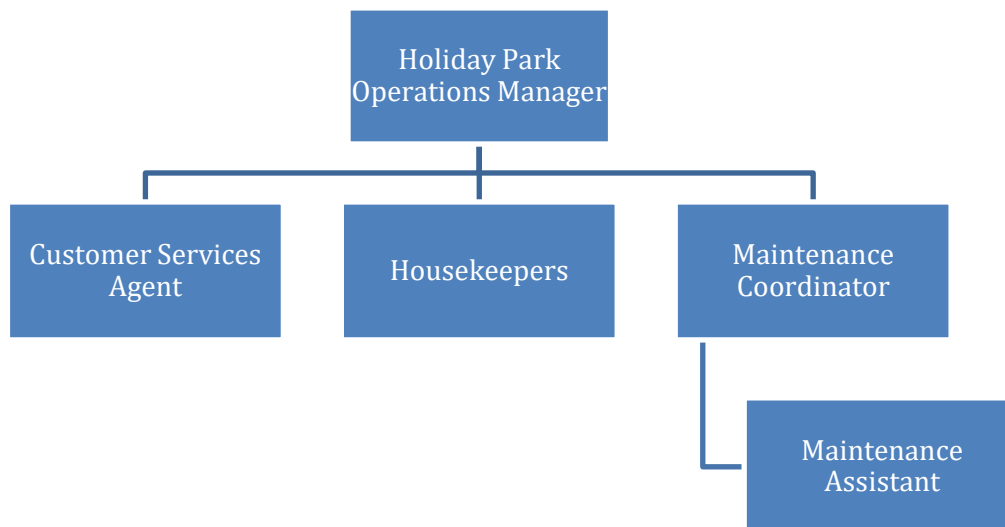 Holiday Park
Operations Manager
Customer Services
Agent
Housekeepers
Maintenance
Coordinator
Maintenance
Assistant